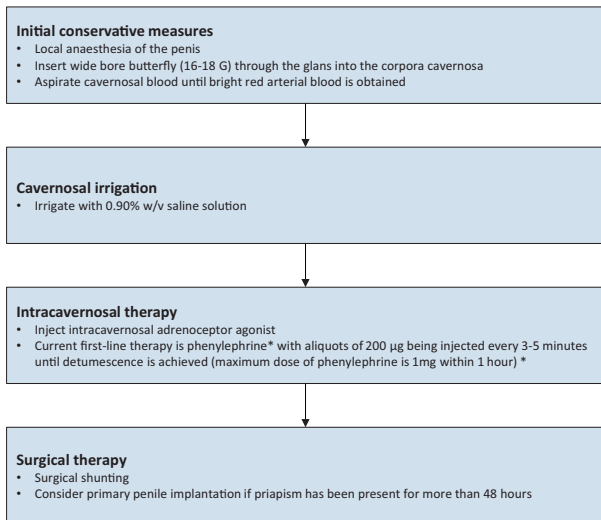 Initial conservative measures
• Local anaesthesia of the penis
• Insert wide bore butterfly (16-18 G) through the glans into the corpora cavernosa
• Aspirate cavernosal blood until bright red arterial blood is obtained
Cavernosal irrigation
• Irrigate with 0.90% w/v saline solution
Intracavernosal therapy
• Inject intracavernosal adrenoceptor agonist
• Current first-line therapy is phenylephrine* with aliquots of 200 µg being injected every 3-5 minutes
until detumescence is achieved (maximum dose of phenylephrine is 1mg within 1 hour) *
Surgical therapy
• Surgical shunting
• Consider primary penile implantation if priapism has been present for more than 48 hours